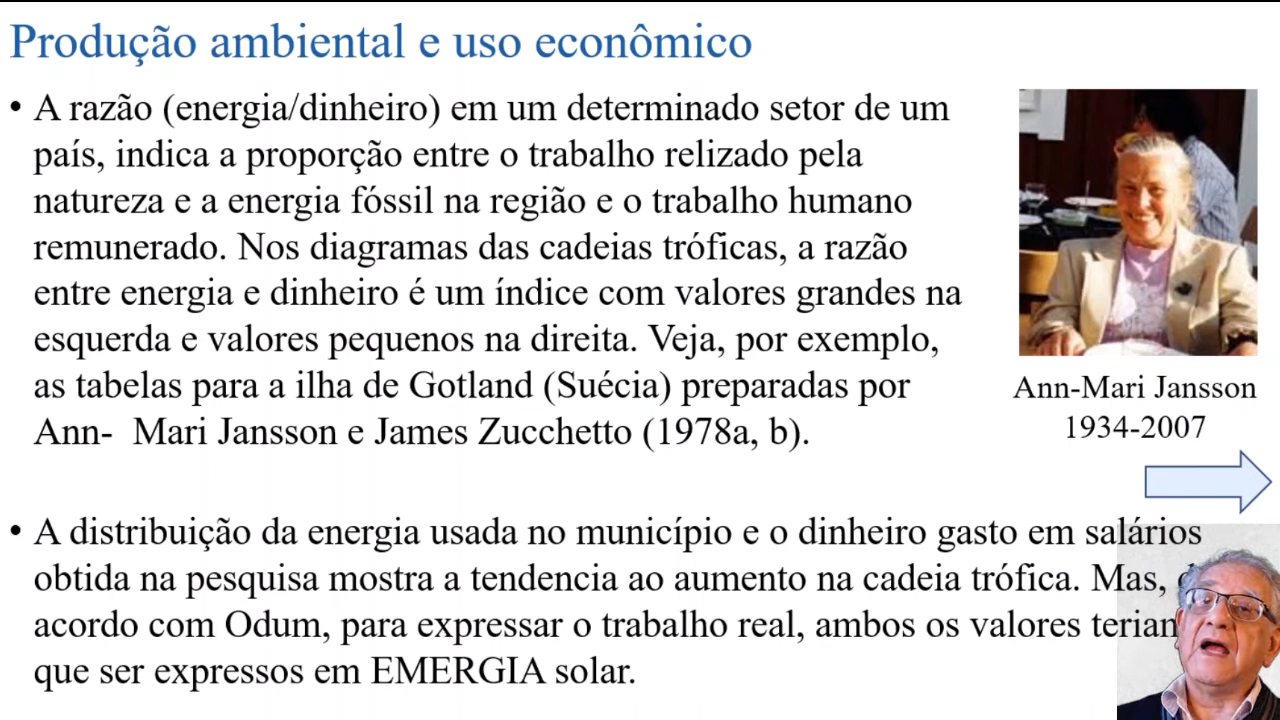 Produção ambiental e uso econômico
• A razão (energia/dinheiro) em um determinado setor de um
país, indica a proporção entre o trabalho relizado pela
natureza e a energia fóssil na região e o trabalho humano
remunerado. Nos diagramas das cadeias tróficas, a razão
entre energia e dinheiro é um índice com valores grandes na
esquerda e valores pequenos na direita. Veja, por exemplo,
as tabelas para a ilha de Gotland (Suécia) preparadas por
Ann- Mari Jansson e James Zucchetto (1978a, b).
Ann-Mari Jansson
1934-2007
• A distribuição da energia usada no município e o dinheiro gasto em salários
obtida na pesquisa mostra a tendencia ao aumento na cadeia trófica. Mas,
acordo com Odum, para expressar o trabalho real, ambos os valores
que ser expressos em EMERGIA solar.